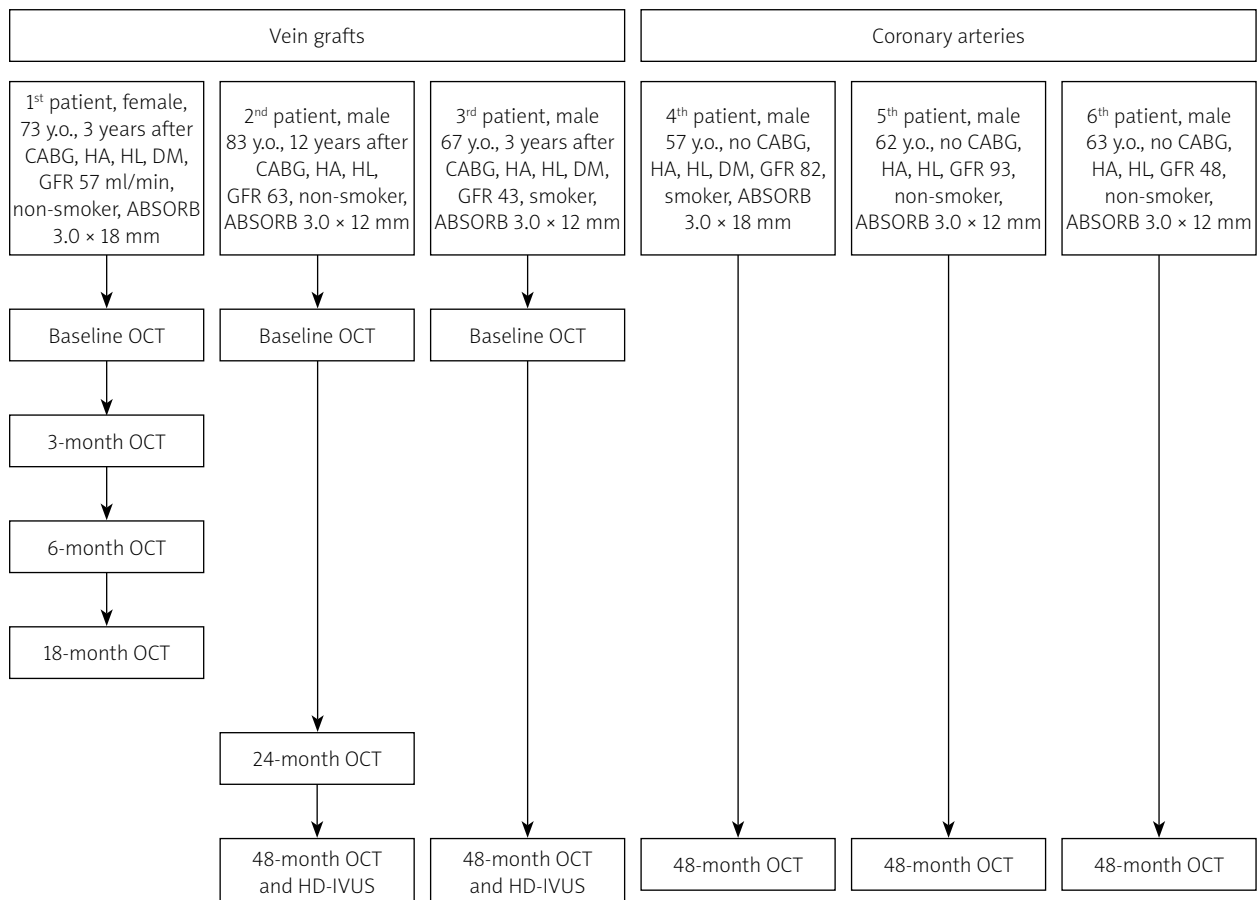 Vein grafts
Coronary arteries
1st patient, female,
73 y.o., 3 years after
CABG, HA, HL, DM,
GFR 57 ml/min,
non-smoker, ABSORB
3.0 × 18 mm
2nd patient, male
83 y.o., 12 years after
CABG, HA, HL,
GFR 63, non-smoker,
ABSORB 3.0 × 12 mm
3rd patient, male
67 y.o., 3 years after
CABG, HA, HL, DM,
GFR 43, smoker,
ABSORB 3.0 × 12 mm
4th patient, male
57 y.o., no CABG,
HA, HL, DM, GFR 82,
smoker, ABSORB
3.0 × 18 mm
5th patient, male
62 y.o., no CABG,
HA, HL, GFR 93,
non-smoker,
ABSORB 3.0 × 12 mm
6th patient, male
63 y.o., no CABG,
HA, HL, GFR 48,
non-smoker,
ABSORB 3.0 × 12 mm
Baseline OCT
Baseline OCT
Baseline OCT
3-month OCT
6-month OCT
18-month OCT
24-month OCT
48-month OCT
and HD-IVUS
48-month OCT
and HD-IVUS
48-month OCT
48-month OCT
48-month OCT